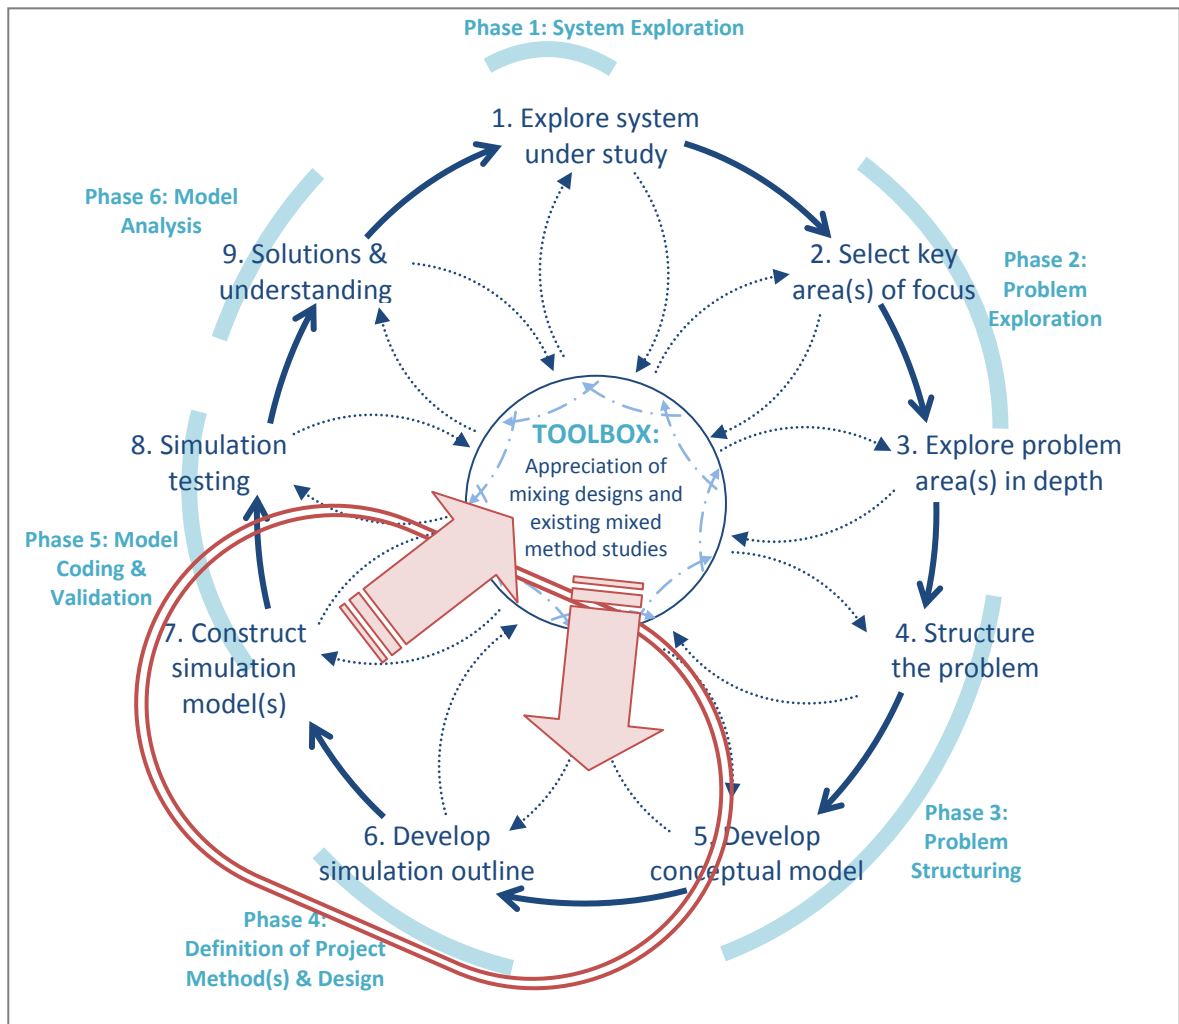 Phase 1: System Exploration
1. Explore system
under study
Phase 6: Model
Analysis
9. Solutions &
understanding
2. Select key
area(s) of focus
Phase 2:
Problem
Exploration
TOOLBOX:
Appreciation of
mixing designs and
existing mixed
method studies
8. Simulation
testing
3. Explore problem
area(s) in depth
Phase 5: Model
Coding &
Validation
7. Construct
simulation
model(s)
4. Structure
the problem
6. Develop
simulation outline
5. Develop
conceptual model
Phase 3:
Problem
Structuring
Phase 4:
Definition of Project
Method(s) & Design